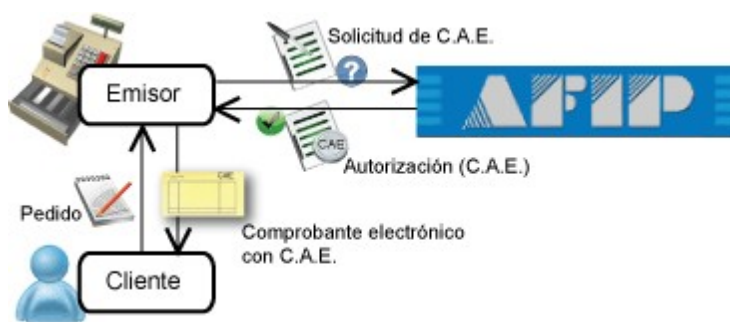 Solicitud de C.A.E.
Emisor
AFIP
CAE
Autorización (C.A.E.)
CAE
Pedido
Comprobante electrónico
con C.A.E.
Cliente